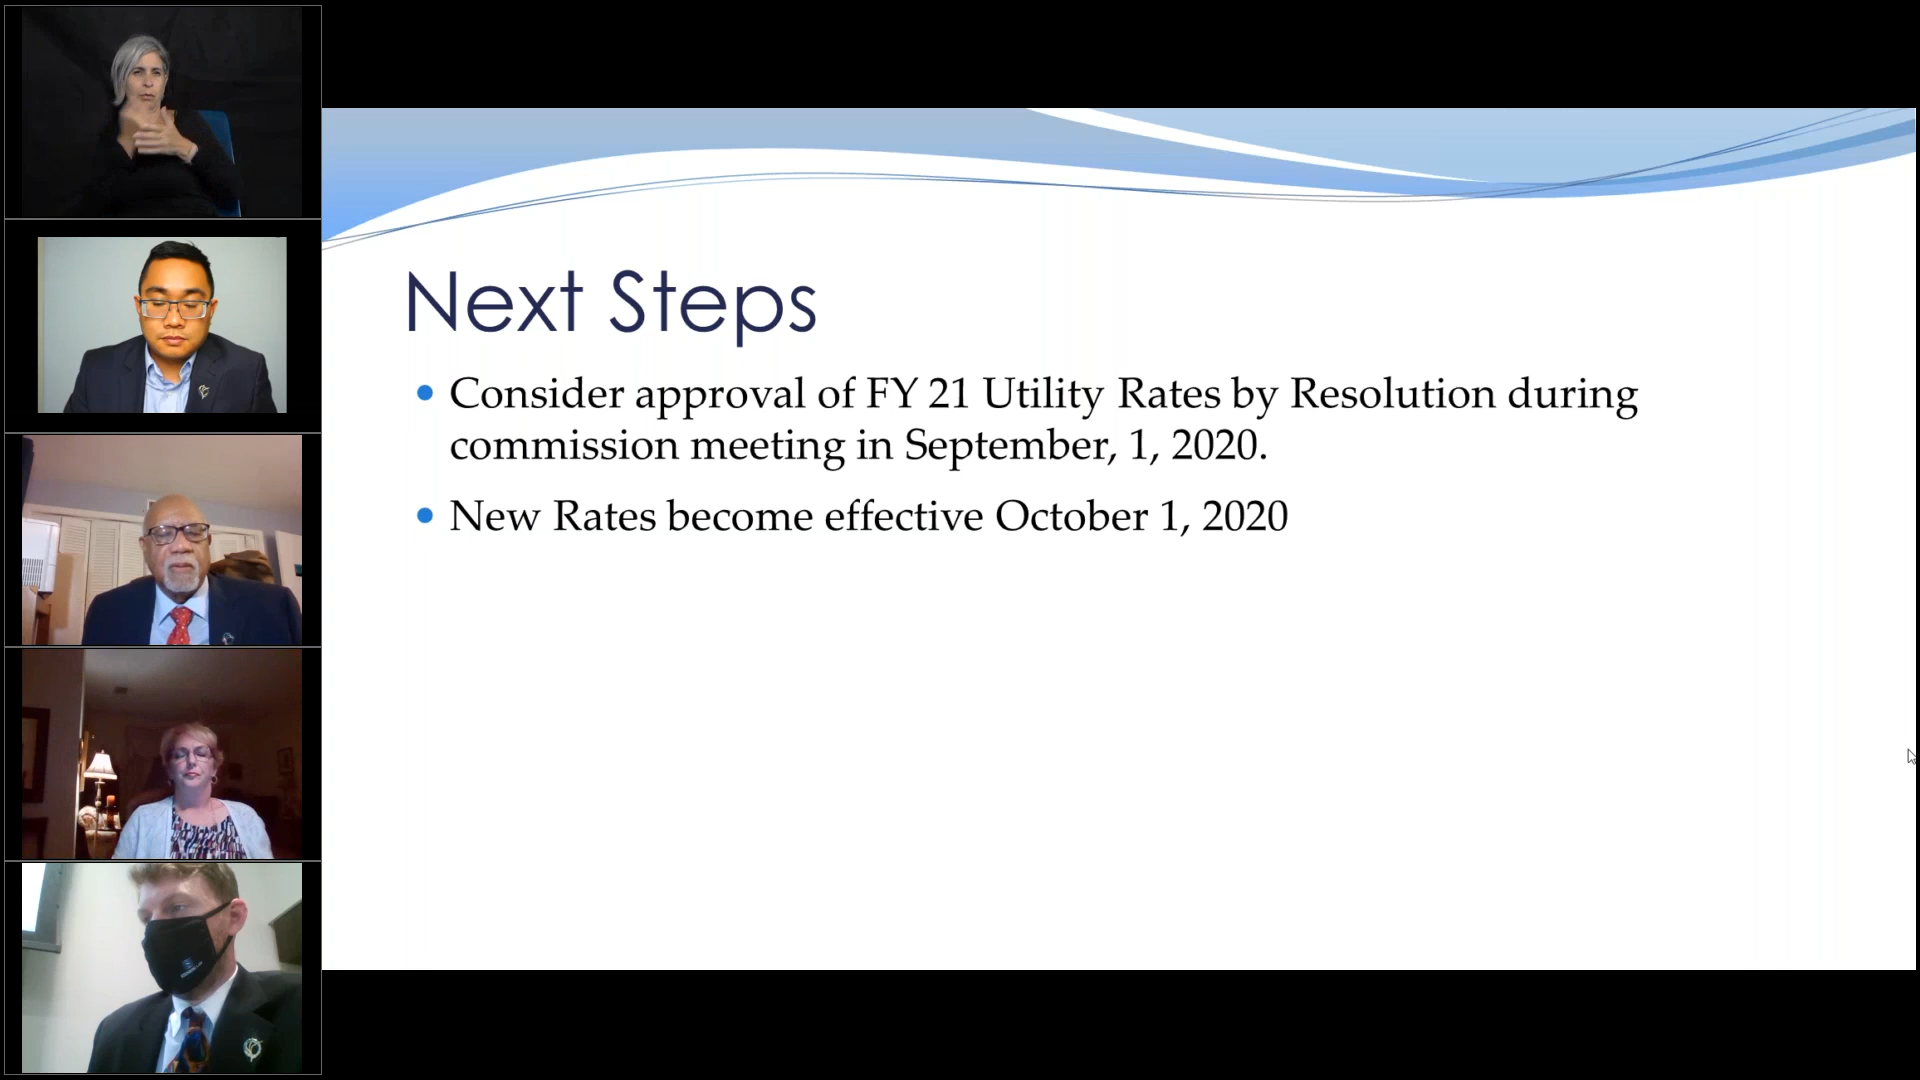 Next Steps
Consider approval of FY 21 Utility Rates by Resolution during
commission meeting in September, 1, 2020.
New Rates become effective October 1, 2020